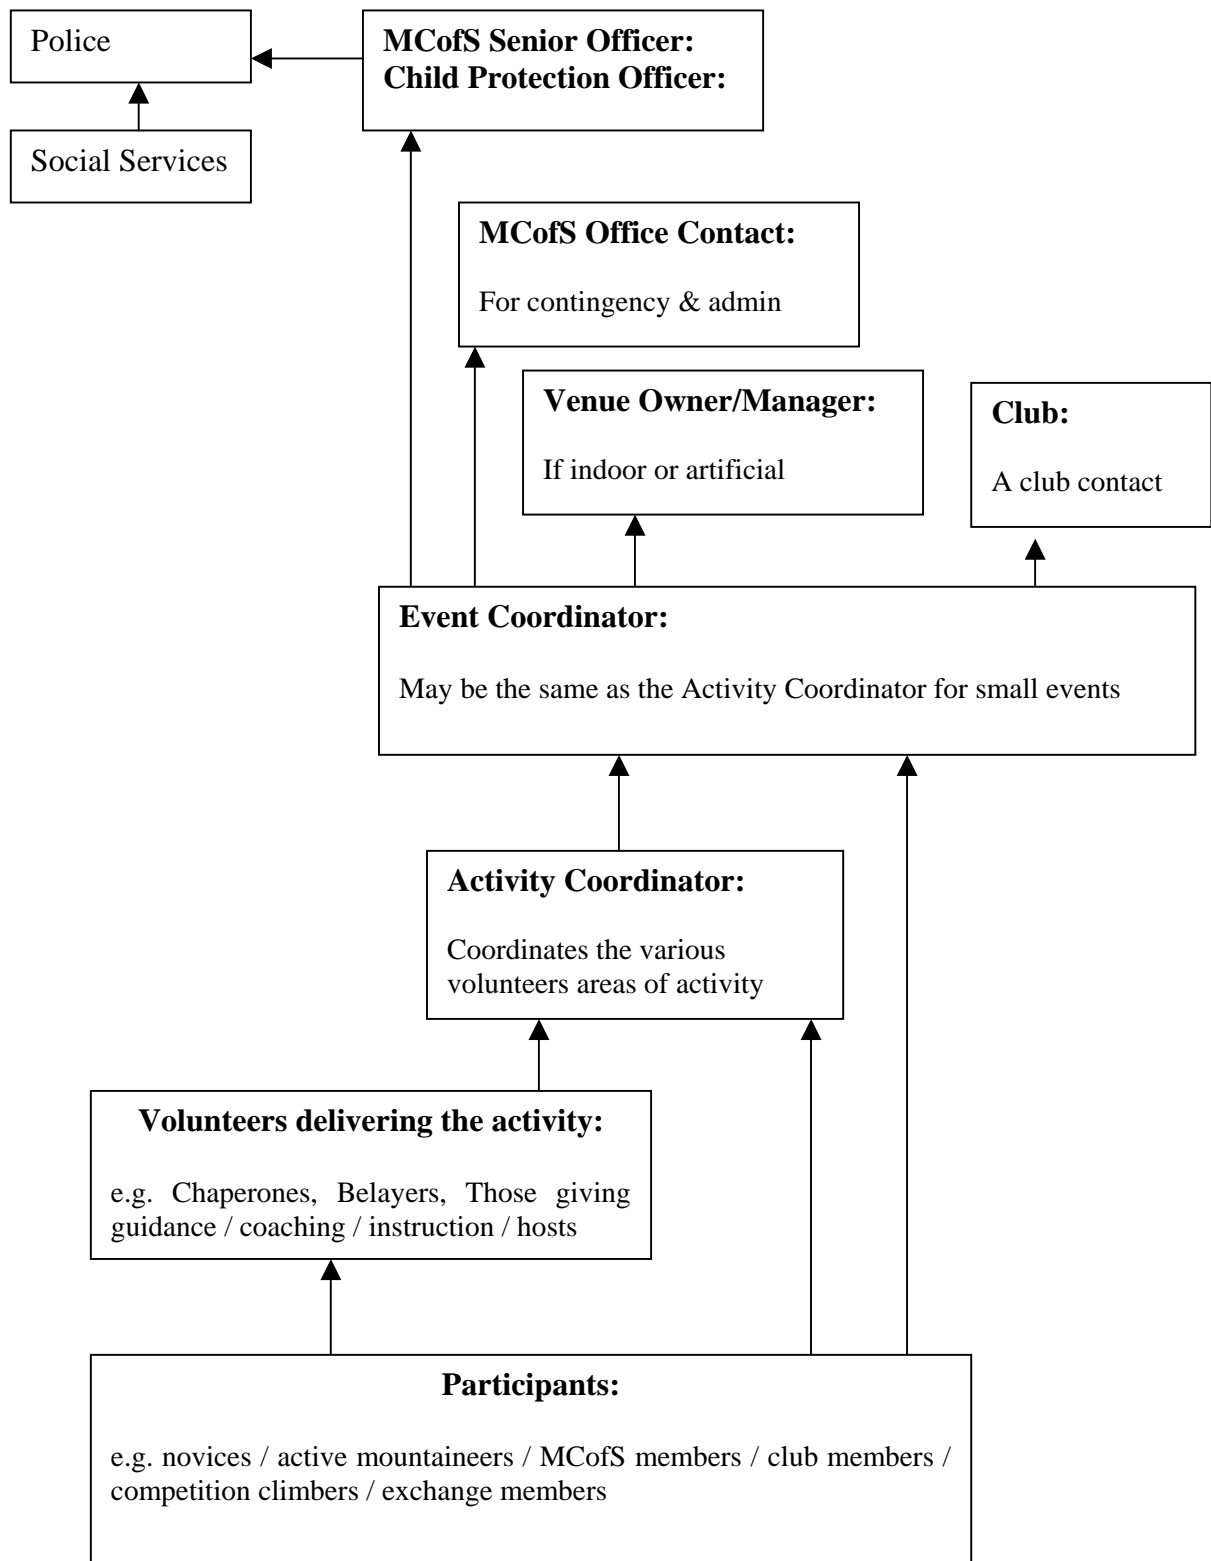 Police
MCofS Senior Officer:
Child Protection Officer:
Social Services
MCofS Office Contact:
For contingency & admin
Venue Owner/Manager:
If indoor or artificial
Club:
A club contact
Event Coordinator:
May be the same as the Activity Coordinator for small events
Activity Coordinator:
Coordinates the various
volunteers areas of activity
Volunteers delivering the activity:
e.g. Chaperones, Belayers, Those giving
guidance / coaching / instruction / hosts
Participants:
e.g. novices / active mountaineers / MCofS members / club members /
competition climbers / exchange members